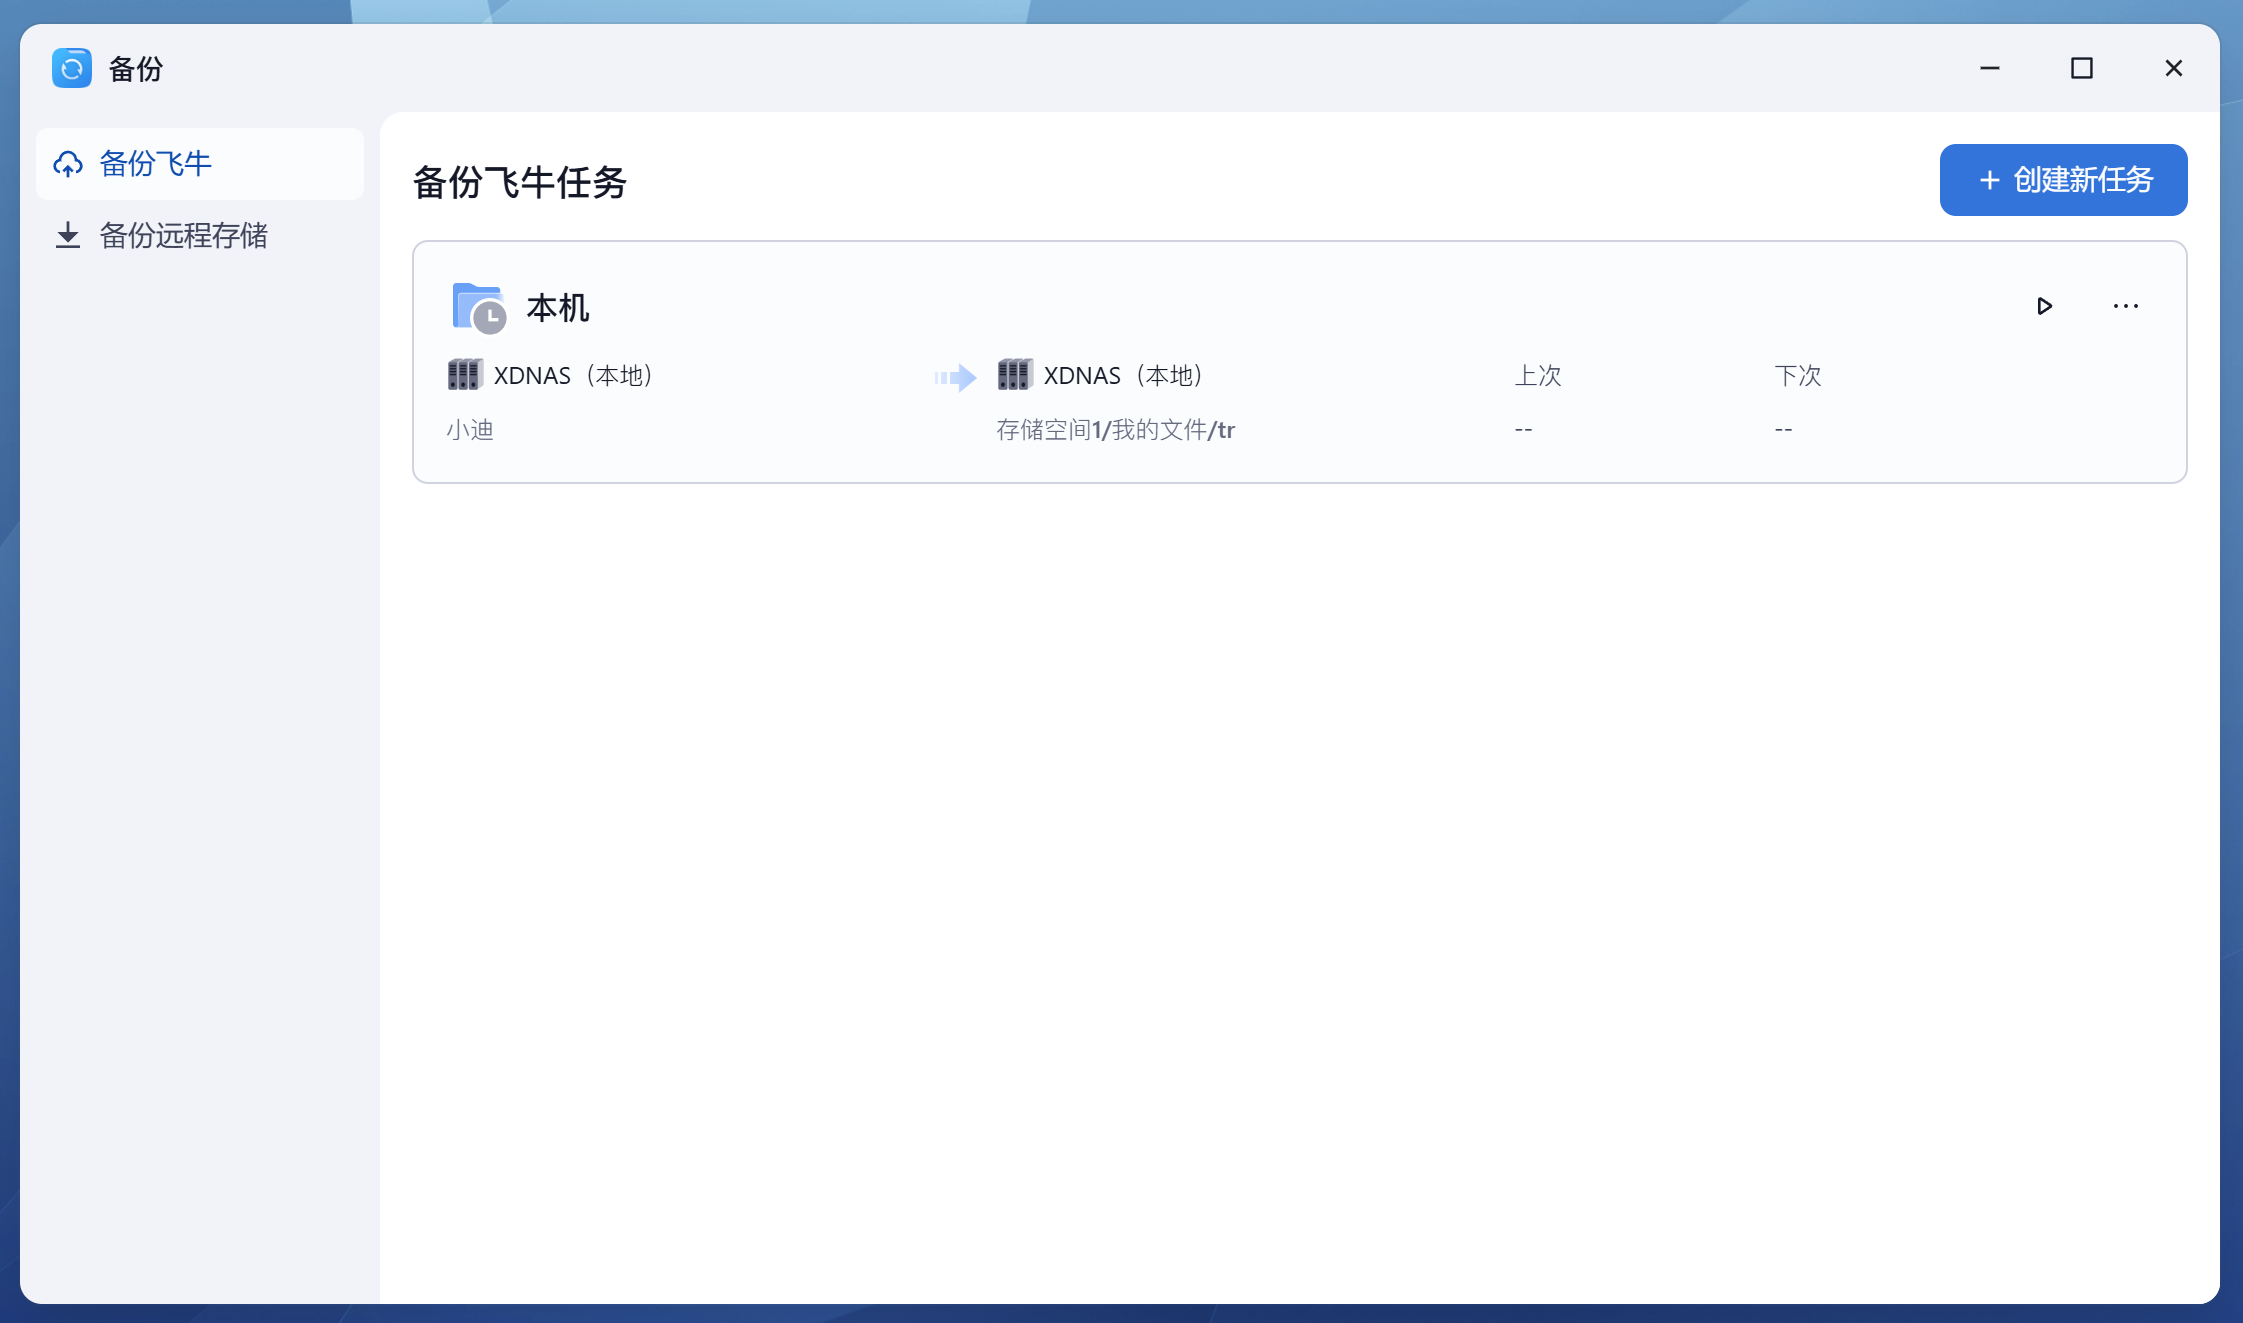 备份
备份飞牛
备份远程存储
备份飞牛任务
创建新任务
本机
XDNAS（本地）
XDNAS（本地）
上次
下次
小迪
存储空间1/我的文件/tr
--
--